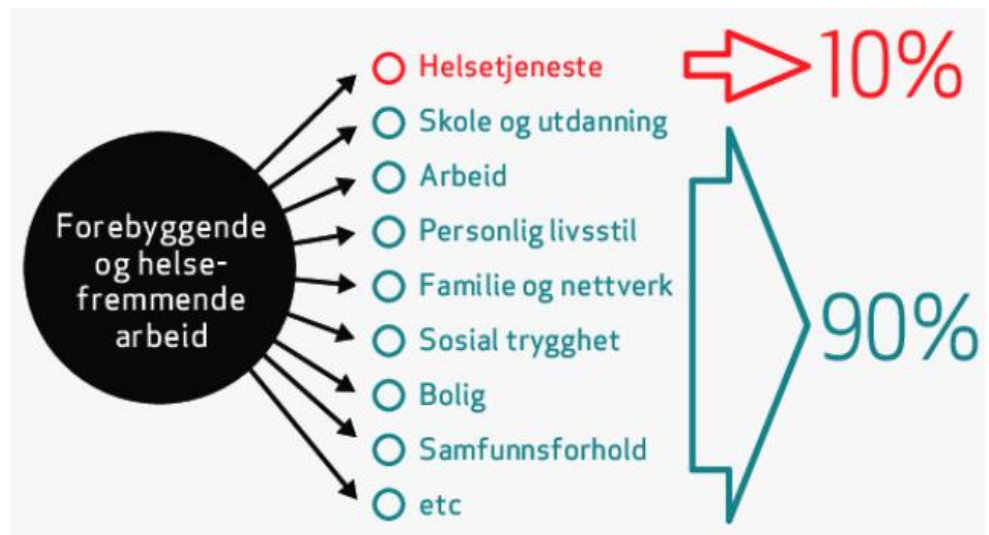 Forebyggende
og helse-
fremmende
arbeid
Helsetjeneste
10%
Skole og utdanning
Arbeid
Personlig livsstil
Familie og nettverk
Sosial trygghet
Bolig
Samfunnsforhold
etc
90%